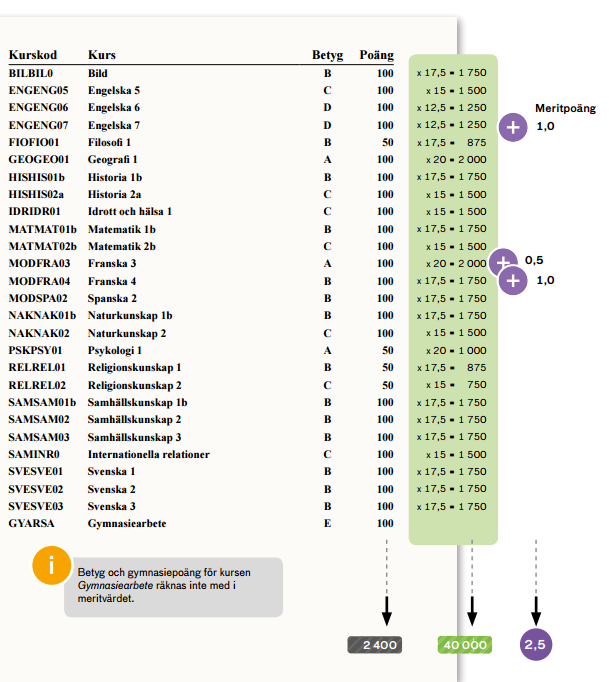 Kurskod Kurs Betyg Poäng
BILBIL0 Bild B 100 x 17,5 = 1 750
ENGENG05 Engelska 5 C 100 x 15 = 1 500
ENGENG06 Engelska 6 D 100 x 12,5 = 1 250
Meritpoäng
ENGENG07 Engelska 7 D 100 x 12,5 = 1 250 + 1,0
FIOFIO01 Filosofi 1 B 50 x 17,5 = 875
GEOGEO01 Geografi 1 A 100 x 20 = 2 000
HISHIS01b Historia 1b B 100 x 17,5 = 1 750
HISHIS02a Historia 2a C 100 x 15 = 1 500
IDRIDR01 Idrott och hälsa 1 C 100 x 15 = 1 500
MATMAT01b Matematik 1b B 100 x 17,5 = 1 750
MATMAT02b Matematik 2b C 100 x 15 = 1 500
MODFRA03 Franska 3 A 100 x 20 = 2 000 + 0,5
MODFRA04 Franska 4 B 100 x 17,5 = 1 750 + 1,0
MODSPA02 Spanska 2 B 100 x 17,5 = 1 750
NAKNAK01b Naturkunskap 1b B 100 x 17,5 = 1 750
NAKNAK02 Naturkunskap 2 C 100 x 15 = 1 500
PSKPSY01 Psykologi 1 A 50 x 20 = 1 000
RELREL01 Religionskunskap 1 B 50 x 17,5 = 875
RELREL02 Religionskunskap 2 C 50 x 15 = 750
SAMSAM01b Samhällskunskap 1b B 100 x 17,5 = 1 750
SAMSAM02 Samhällskunskap 2 B 100 x 17,5 = 1 750
SAMSAM03 Samhällskunskap 3 B 100 x 17,5 = 1 750
SAMINR0 Internationella relationer C 100 x 15 = 1 500
SVESVE01 Svenska 1 B 100 x 17,5 = 1 750
SVESVE02 Svenska 2 B 100 x 17,5 = 1 750
SVESVE03 Svenska 3 B 100 x 17,5 = 1 750
GYARSA Gymnasiearbete E 100
i
Betyg och gymnasiepoäng för kursen
Gymnasiearbete räknas inte med i
meritvärdet.
2 400 40 000 2,5